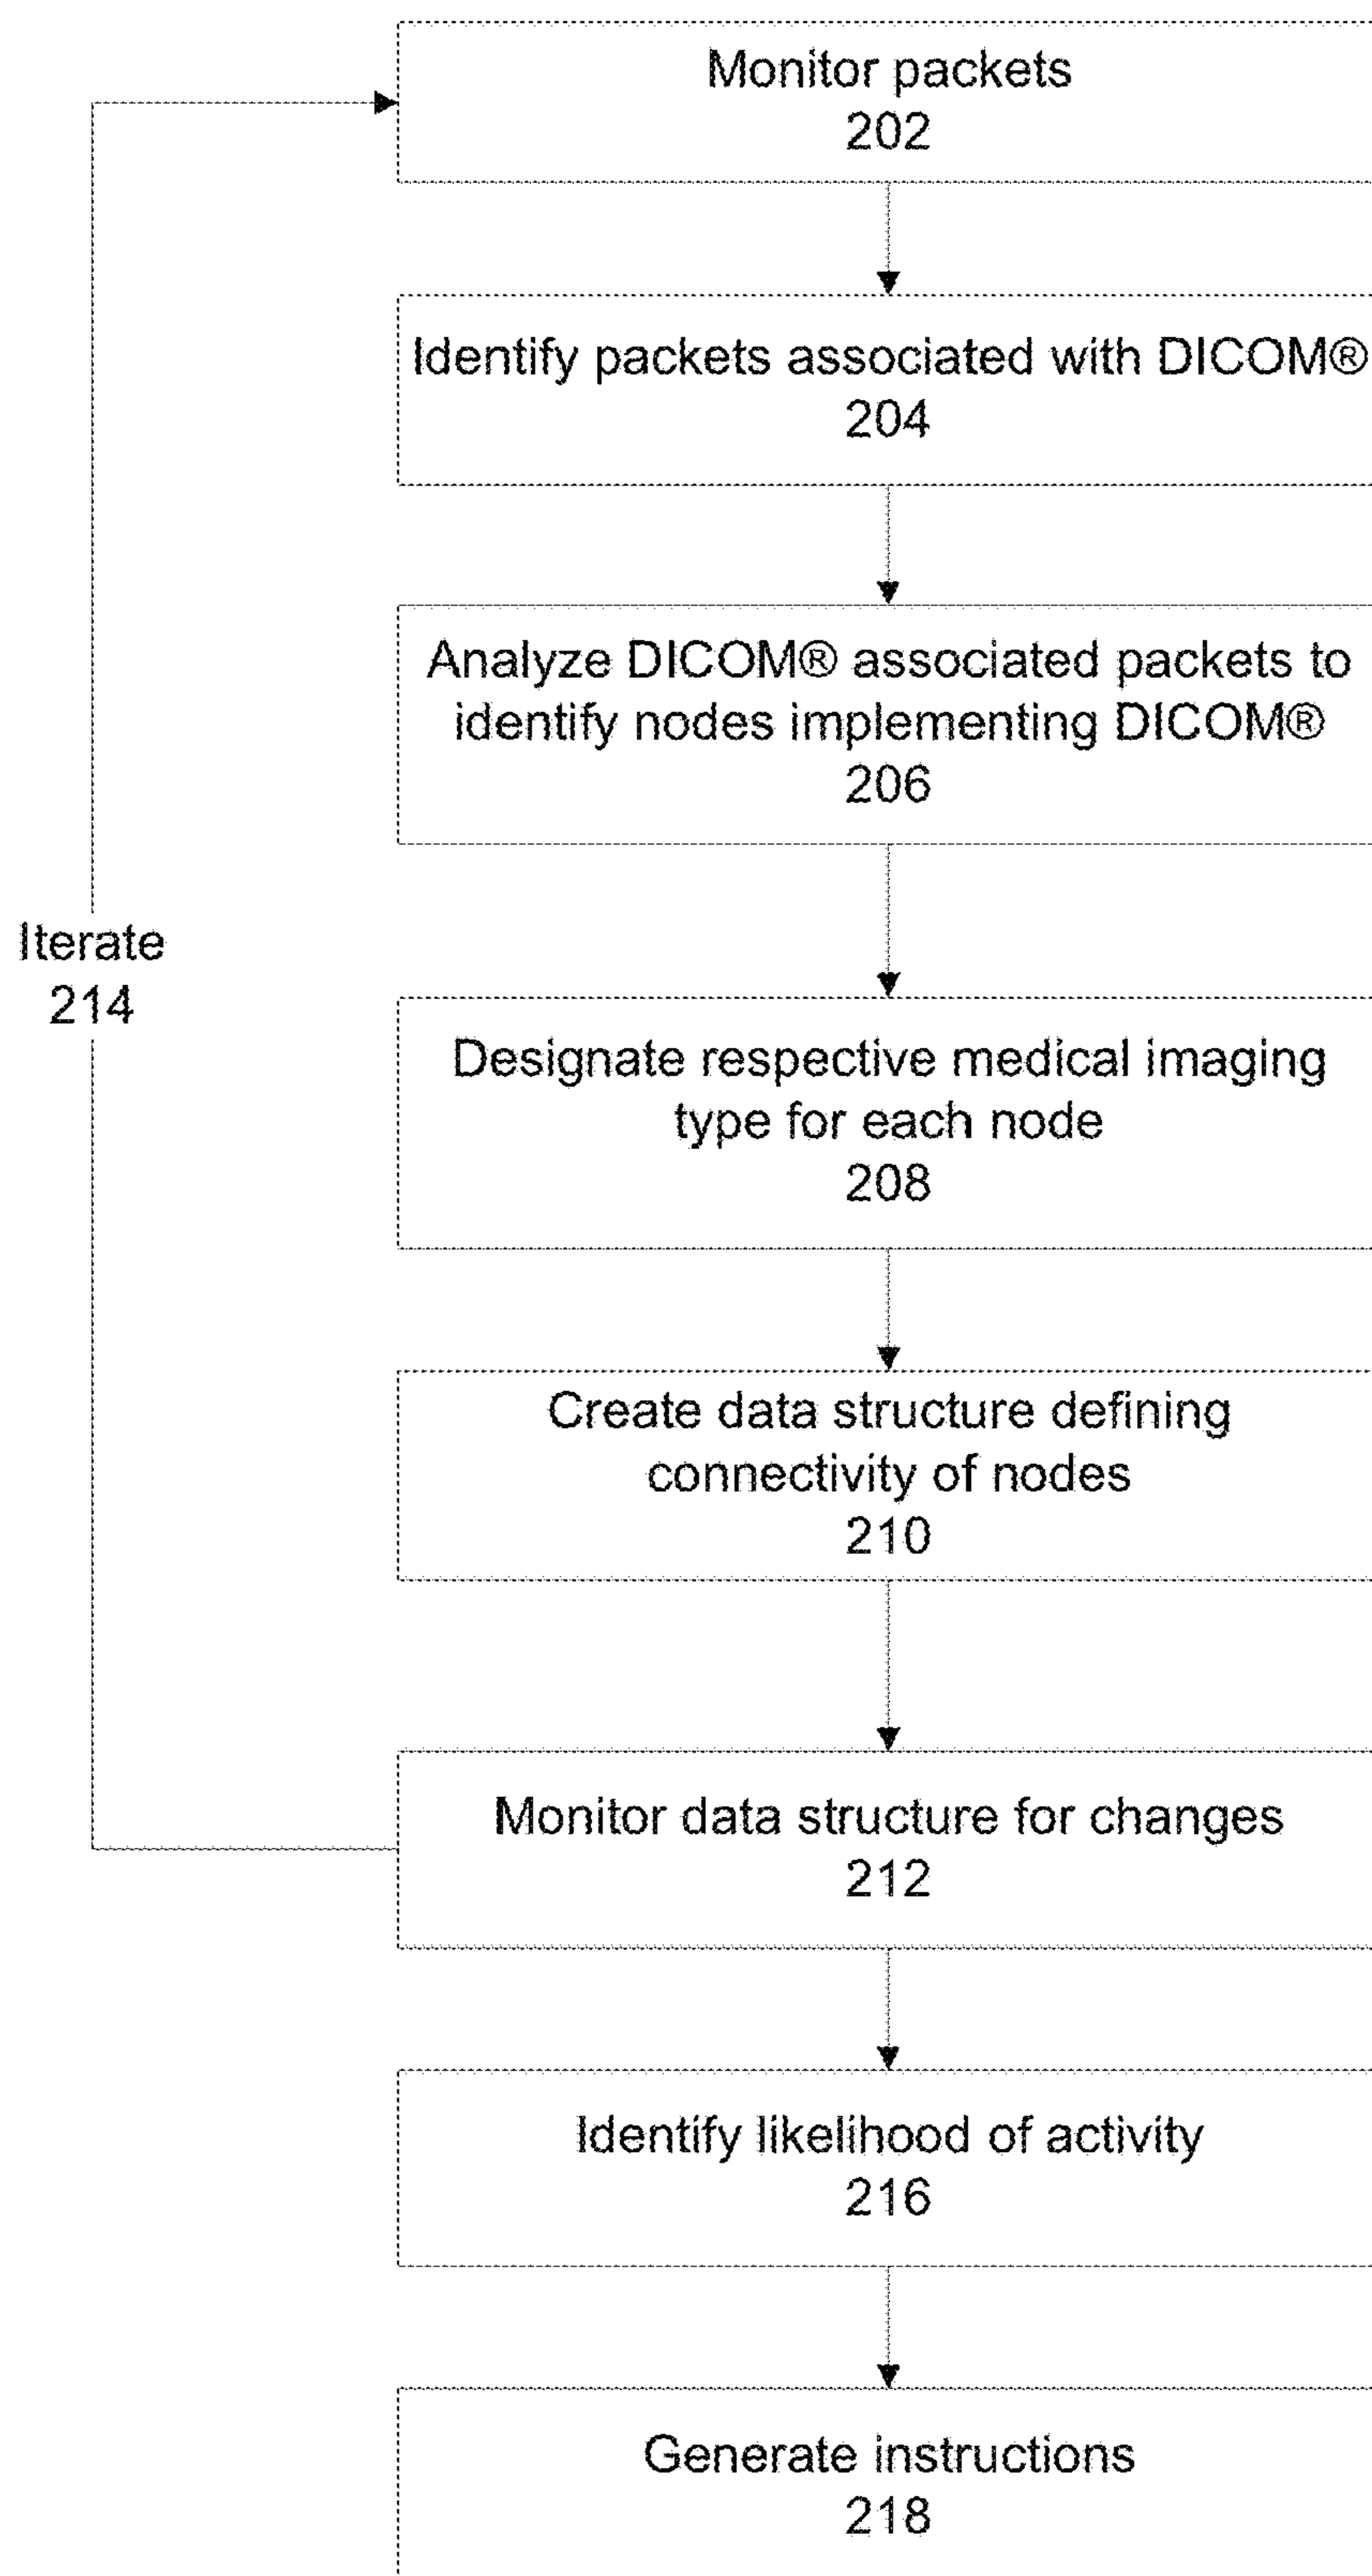 Monitor packets
202
Identify packets associated with DICOM®
204
Analyze DICOM® associated packets to
identify nodes implementing DICOM®
206
Iterate
214
Designate respective medical imaging
type for each node
208
Create data structure defining
connectivity of nodes
210
Monitor data structure for changes
212
Identify likelihood of activity
216
Generate instructions
218